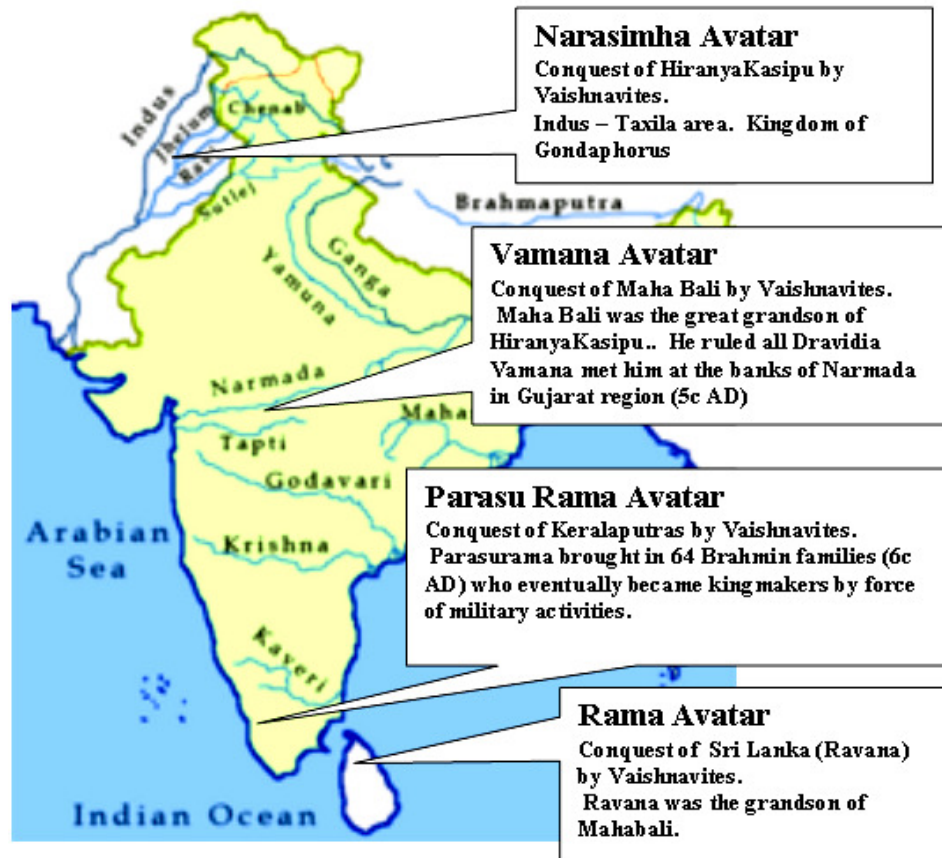 Narasimha Avatar
Conquest of HiranyaKasipu by
Vaishnavites.
Indus – Taxila area. Kingdom of
Gondaphorus
Indus
Jhelum
Chenab
Ravi
Sutlej
Brahmaputra
Vamana Avatar
Conquest of Maha Bali by Vaishnavites.
Maha Bali was the great grandson of
HiranyaKasipu.. He ruled all Dravidia
Vamana met him at the banks of Narmada
in Gujarat region (5c AD)
Ganga
Yamuna
Narmada
Maha
Tapti
Godavari
Krishna
Kaveri
Parasu Rama Avatar
Conquest of Keralaputras by Vaishnavites.
Parasurama brought in 64 Brahmin families (6c
AD) who eventually became kingmakers by force
of military activities.
Arabian
Sea
Rama Avatar
Conquest of Sri Lanka (Ravana)
by Vaishnavites.
Ravana was the grandson of
Mahabali.
Indian Ocean